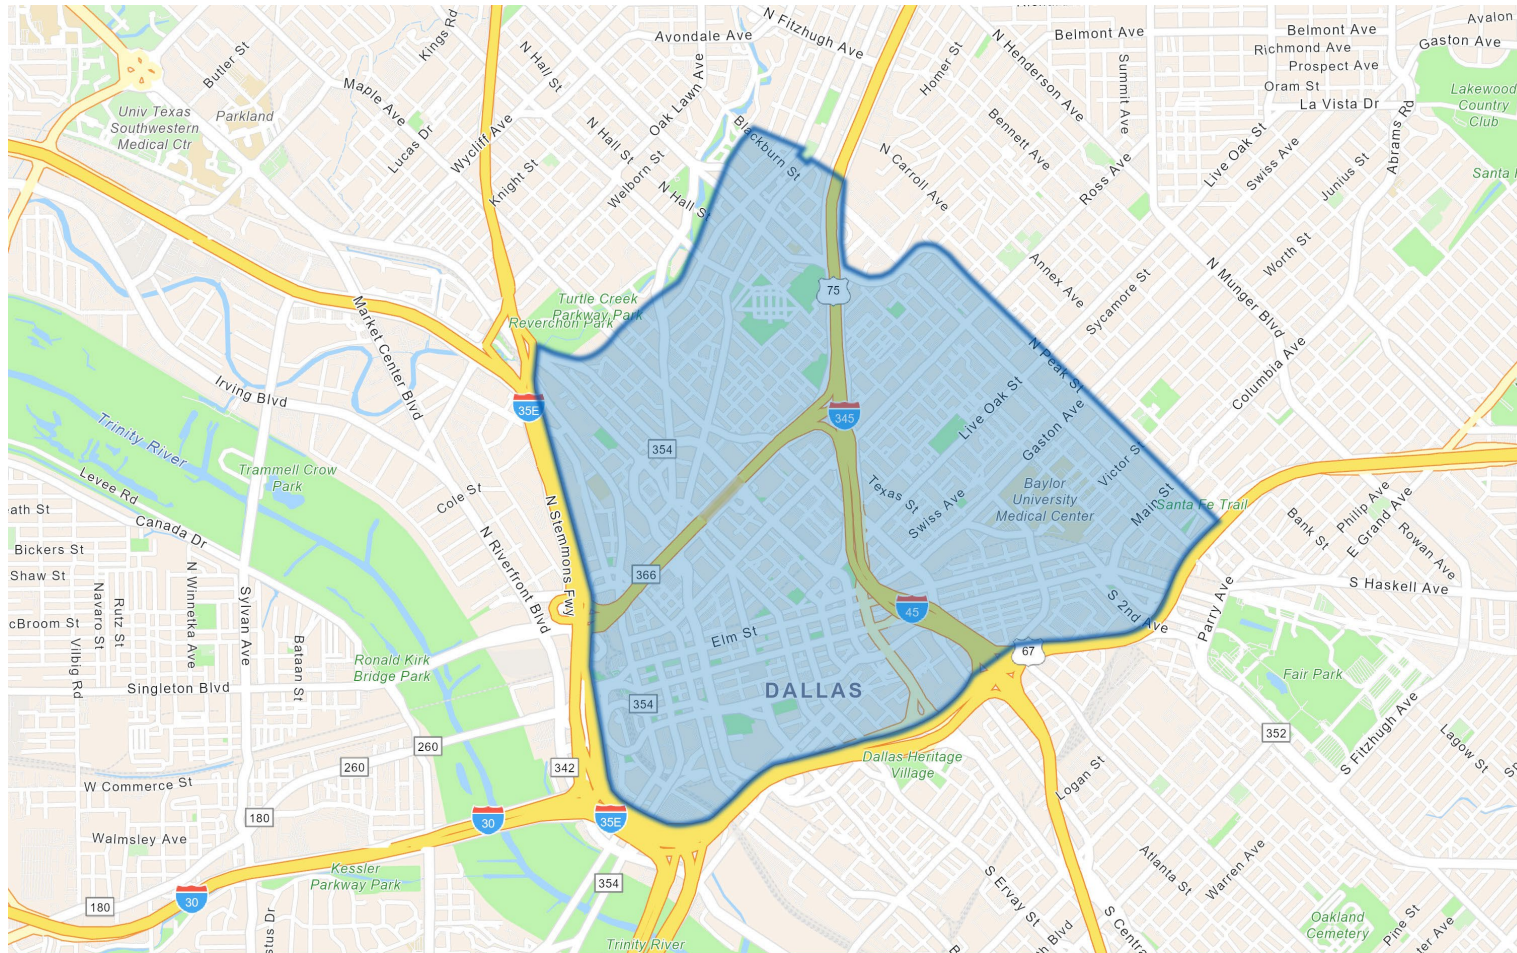 Kings Rd
N Fitzhugh Ave
Avondale Ave
Belmont Ave
Belmont Ave
Avalon
Richmond Ave
Gaston Ave
Prospect Ave
Oram St
La Vista Dr
Lakewood
Country
Club
Butler St
N Hall St
Homer St
N Henderson Ave
Summit Ave
Abrams Rd
Maple Ave
Oak Lawn Ave
Univ Texas
Southwestern
Medical Ctr
Parkland
Lucas Dr
Wycliff Ave
N Hall St
Blackburn St
Bennett Ave
Live Oak St
Swiss Ave
Junius St
Knight St
Welborn St
N Hall St
N Carroll Ave
Ross Ave
Santa
Worth St
Annex Ave
N Munger Blvd
Sycamore St
75
Turtle Creek
Parkway Park
Reverchon Park
Market Center Blvd
N Peak St
Columbia Ave
Irving Blvd
35E
345
Live Oak St
Gaston Ave
Trinity River
354
Victor St
Trammell Crow
Park
Levee Rd
Cole St
Texas St
Swiss Ave
Baylor
University
Medical Center
Main St
Santa Fe Trail
Philip Ave
E Grand Ave
Bank St
Rowan Ave
eath St
Canada Dr
N Stemmons Fwy
N Riverfront Blvd
Bickers St
Shaw St
366
45
S 2nd Ave
Parry Ave
S Haskell Ave
Navaro St
Rutz St
N Winnetka Ave
Sylvan Ave
cBroom St
Vilbig Rd
Bataan St
Elm St
67
Ronald Kirk
Bridge Park
Fair Park
Singleton Blvd
DALLAS
354
S Fitzhugh Ave
352
Lagow St
260
260
342
Dallas Heritage
Village
W Commerce St
Logan St
180
30
35E
Walmsley Ave
Kessler
Parkway Park
354
Atlanta St
Warren Ave
S Ervay St
180
30
Oakland
Cemetery
Pine St
Trinity River
S Centra